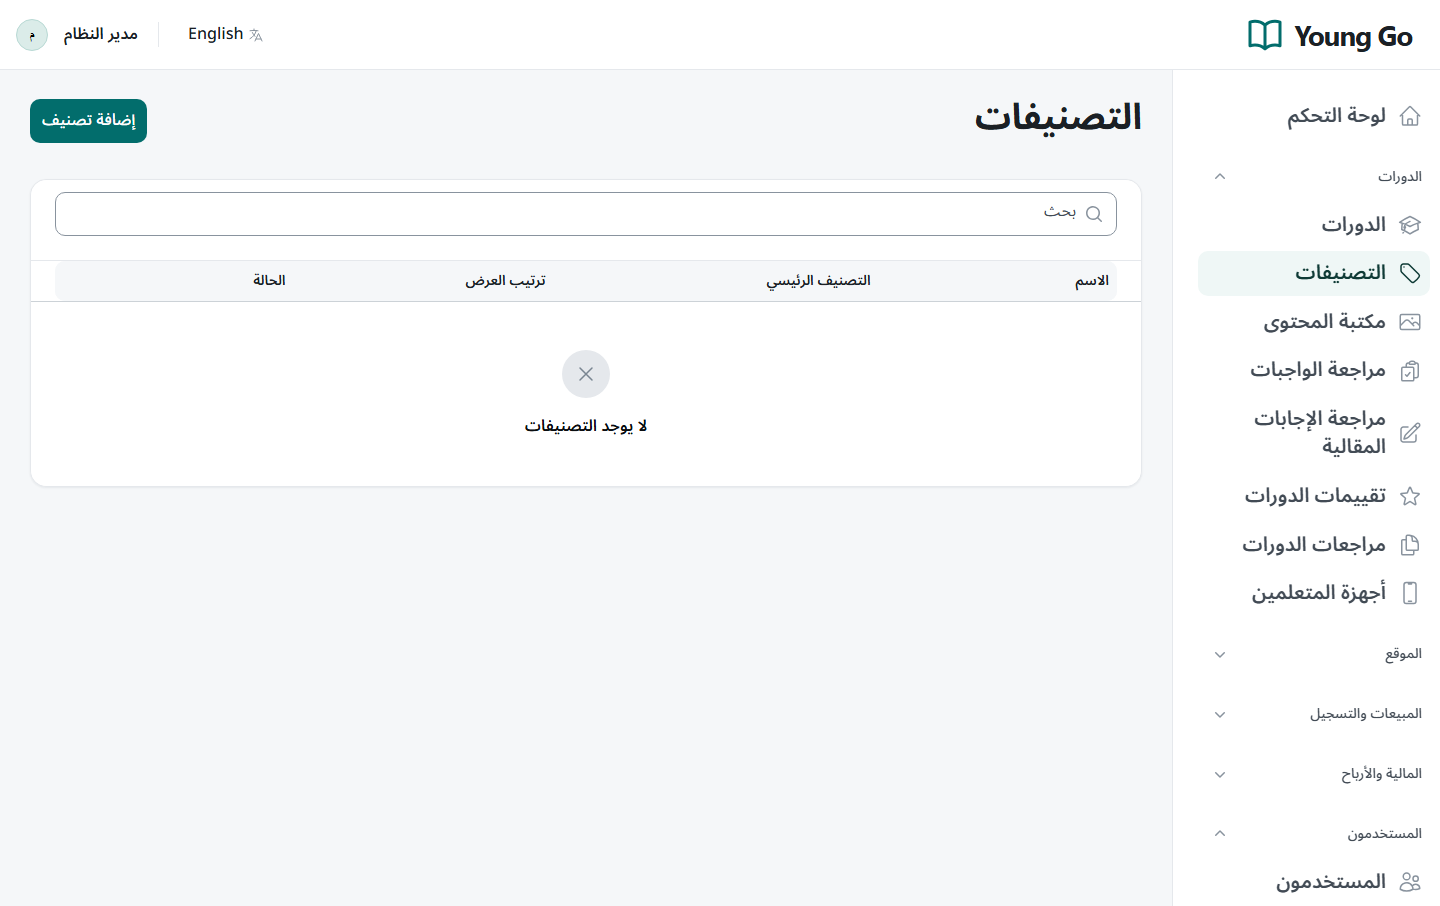 Young Go
English
مدير النظام
م
لوحة التحكم
الدورات
الدورات
التصنيفات
مكتبة المحتوى
مراجعة الواجبات
مراجعة الإجابات
المقالية
تقييمات الدورات
مراجعات الدورات
أجهزة المتعلمين
الموقع
المبيعات والتسجيل
المالية والأرباح
المستخدمون
المستخدمون
التصنيفات
إضافة تصنيف
بحث
الاسم التصنيف الرئيسي ترتيب العرض الحالة
لا يوجد التصنيفات